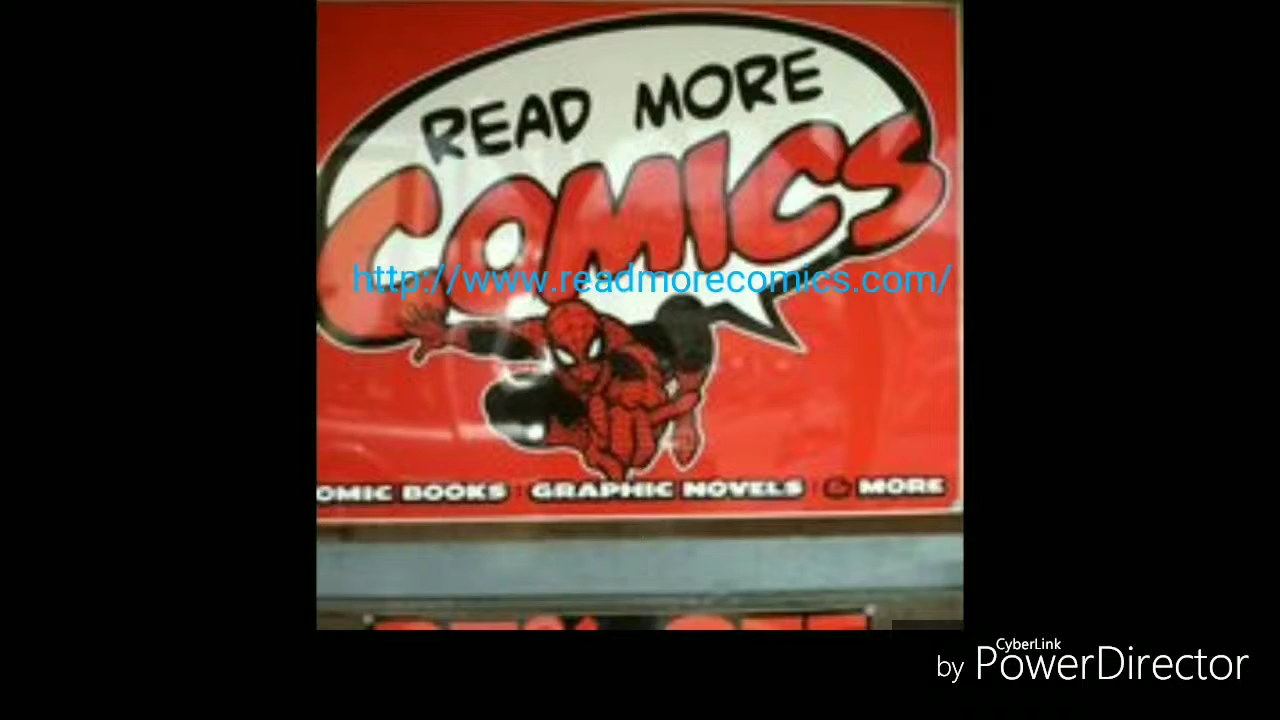 READ MORE
COMICS
http://www.readmorecomics.com/
OMIC BOOKS GRAPHIC NOVELS & MORE
CyberLink
by PowerDirector